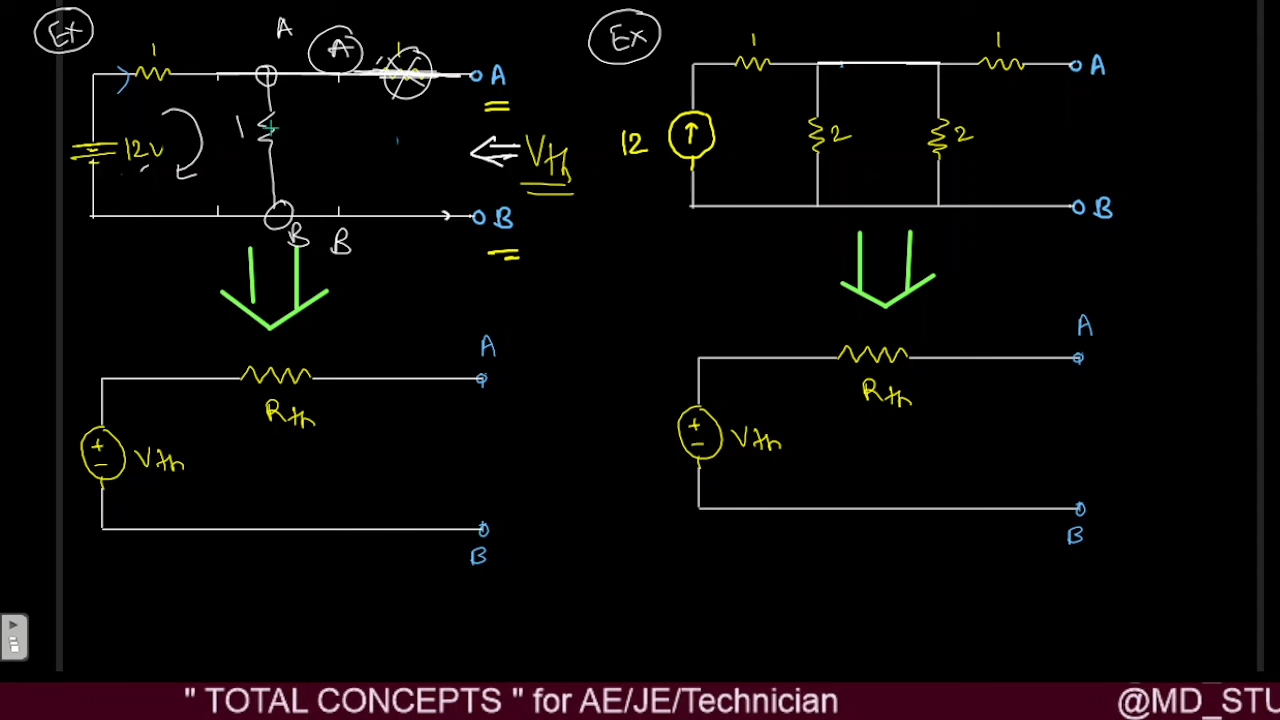 Ex
1
A
A
1
A
12v
1
Vth
B
B
B
Rth
A
+
-
Vth
B
Ex
1
1
A
12
2
2
B
Rth
A
+
-
Vth
B
" TOTAL CONCEPTS " for AE/JE/Technician
@MD_STU